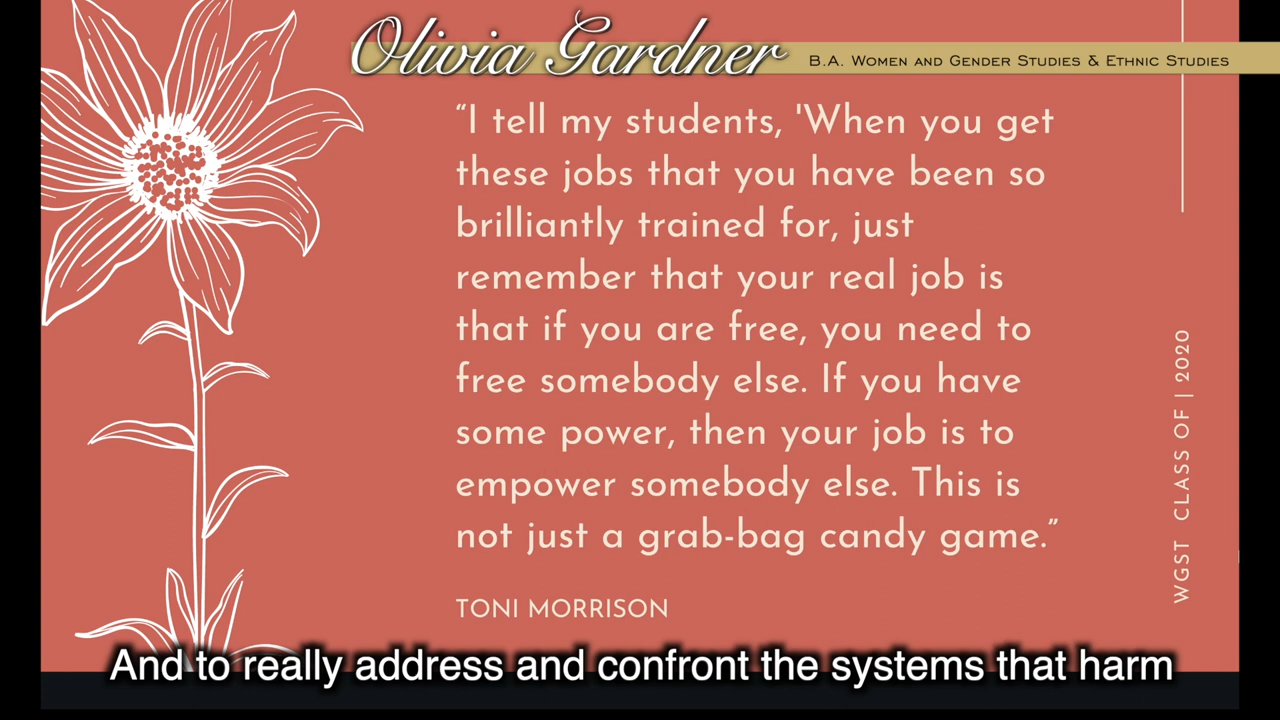 Olivia Gardner
B.A. Women and Gender Studies & Ethnic Studies
“I tell my students, 'When you get
these jobs that you have been so
brilliantly trained for, just
remember that your real job is
that if you are free, you need to
free somebody else. If you have
some power, then your job is to
empower somebody else. This is
not just a grab-bag candy game.”
TONI MORRISON
WGST CLASS OF | 2020
And to really address and confront the systems that harm